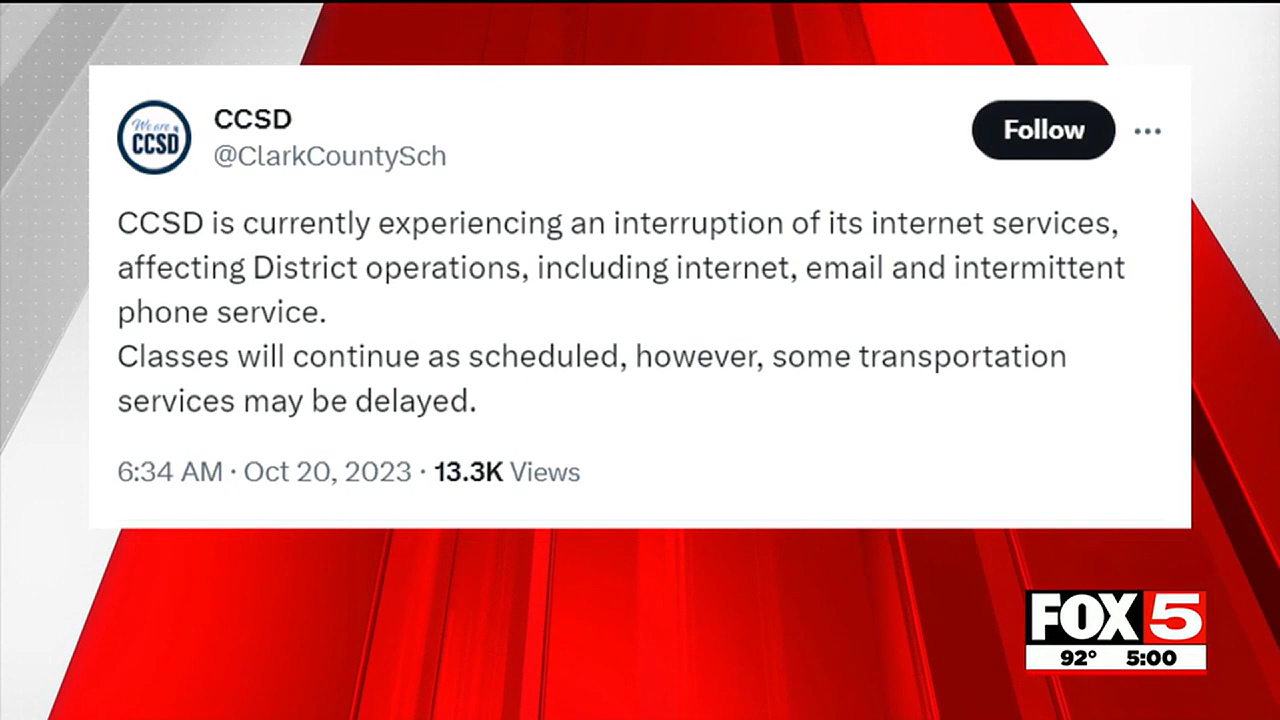 We are
CCSD
CCSD
@ClarkCountySch
Follow
CCSD is currently experiencing an interruption of its internet services,
affecting District operations, including internet, email and intermittent
phone service.
Classes will continue as scheduled, however, some transportation
services may be delayed.
6:34 AM · Oct 20, 2023 · 13.3K Views
FOX 5
92° 5:00